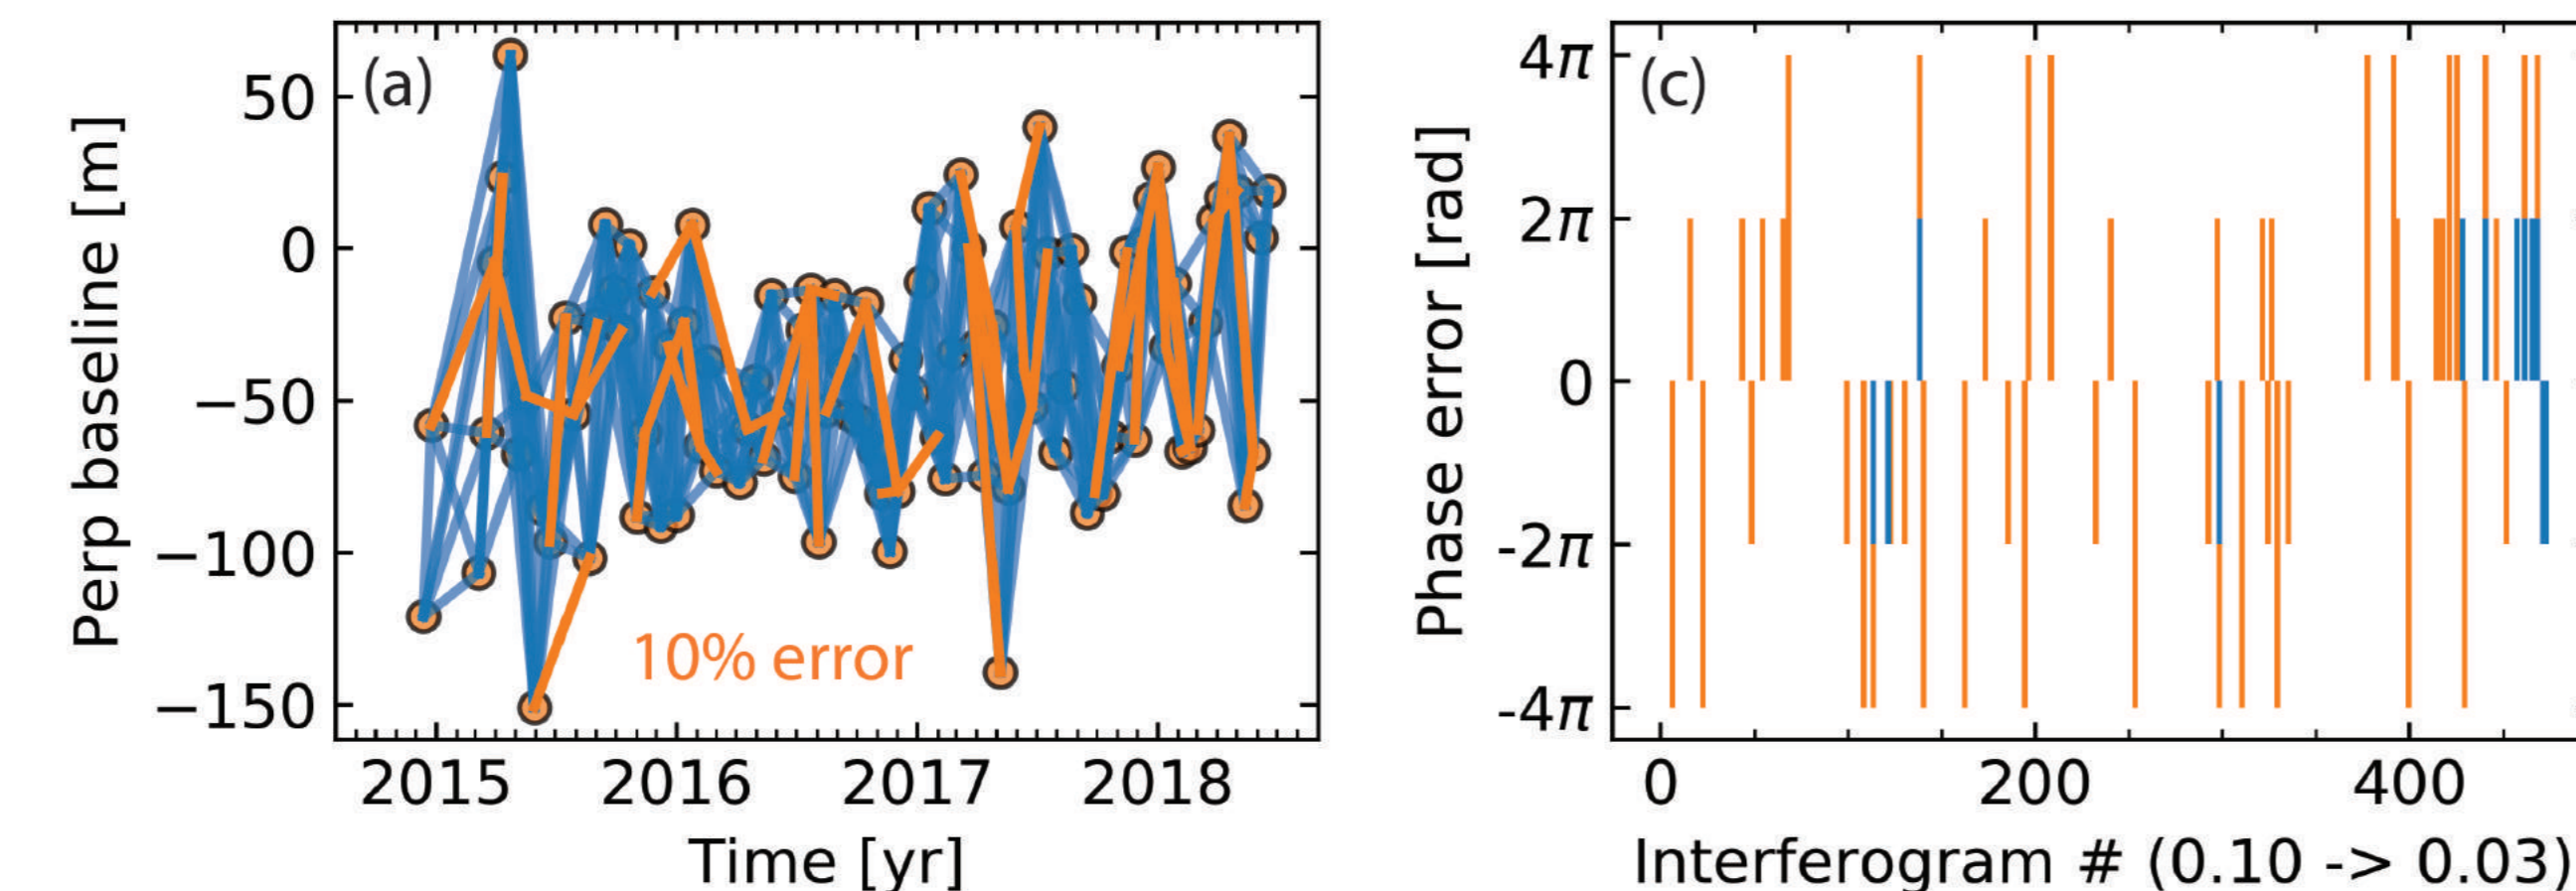 (a)
Perp baseline [m]
50
0
−50
−100
−150
10% error
2015 2016 2017 2018
Time [yr]
(c)
Phase error [rad]
4π
2π
0
-2π
-4π
0 200 400
Interferogram # (0.10 -> 0.03)